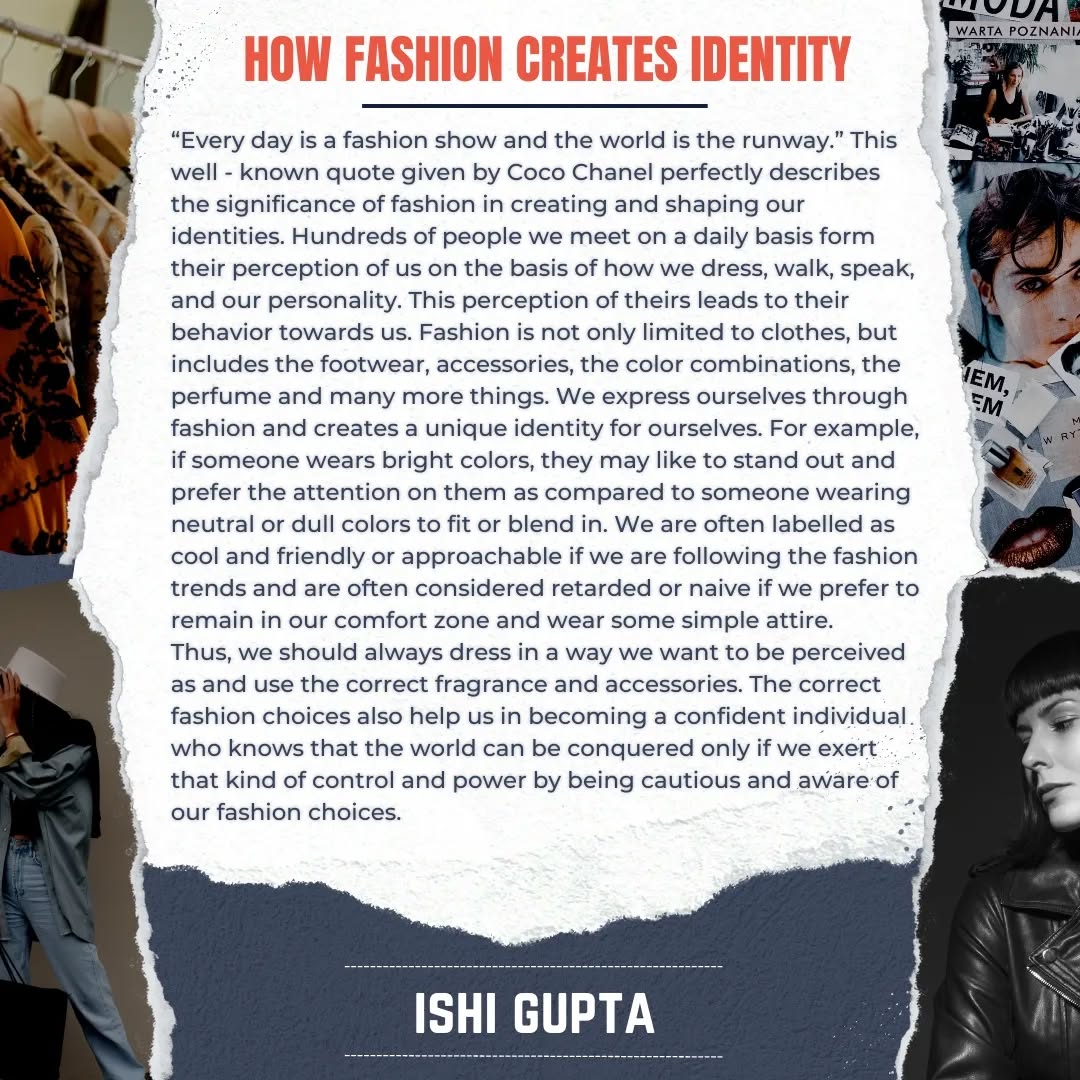 HOW FASHION CREATES IDENTITY
“Every day is a fashion show and the world is the runway.” This
well - known quote given by Coco Chanel perfectly describes
the significance of fashion in creating and shaping our
identities. Hundreds of people we meet on a daily basis form
their perception of us on the basis of how we dress, walk, speak,
and our personality. This perception of theirs leads to their
behavior towards us. Fashion is not only limited to clothes, but
includes the footwear, accessories, the color combinations, the
perfume and many more things. We express ourselves through
fashion and creates a unique identity for ourselves. For example,
if someone wears bright colors, they may like to stand out and
prefer the attention on them as compared to someone wearing
neutral or dull colors to fit or blend in. We are often labelled as
cool and friendly or approachable if we are following the fashion
trends and are often considered retarded or naive if we prefer to
remain in our comfort zone and wear some simple attire.
Thus, we should always dress in a way we want to be perceived
as and use the correct fragrance and accessories. The correct
fashion choices also help us in becoming a confident individual
who knows that the world can be conquered only if we exert
that kind of control and power by being cautious and aware of
our fashion choices.
ISHI GUPTA
MODA
WARTA POZNANIA